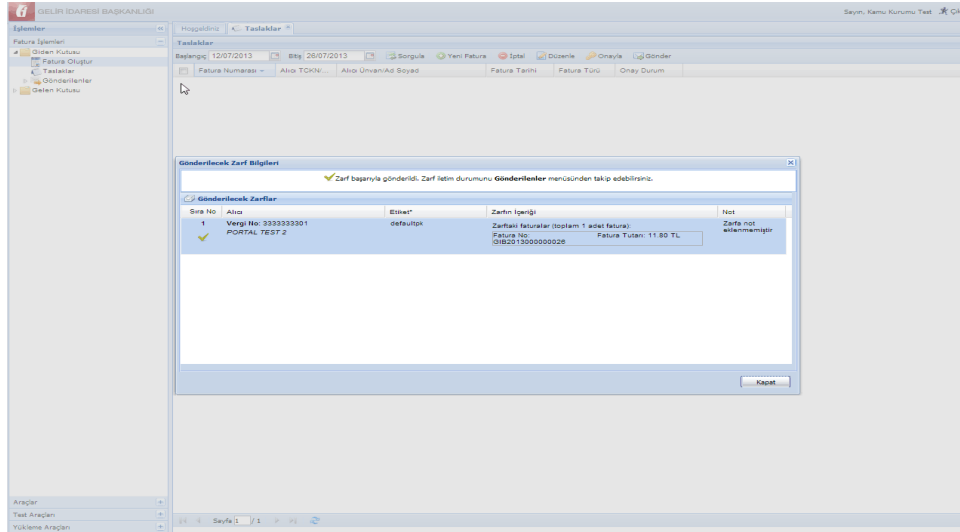 GELİR İDARESİ BAŞKANLIĞI
Sayın, Kamu Kurumu Test Çık
İşlemler
Hoşgeldiniz Taslaklar
Fatura İşlemleri
Taslaklar
Giden Kutusu
Fatura Oluştur
Taslaklar
Gönderilenler
Gelen Kutusu
Başlangıç 12/07/2013 Bitiş 26/07/2013 Sorgula Yeni Fatura İptal Düzenle Onayla Gönder
Fatura Numarası Alıcı TCKN/... Alıcı Ünvan/Ad Soyad Fatura Tarihi Fatura Türü Onay Durum
Gönderilecek Zarf Bilgileri
Zarf başarıyla gönderildi. Zarf iletim durumunu Gönderilenler menüsünden takip edebilirsiniz.
Gönderilecek Zarflar
Sıra No Alıcı Etiket* Zarfın İçeriği Not
1 Vergi No: 3333333301 defaultpk Zarftaki faturalar (toplam 1 adet fatura): Zarfa not
PORTAL TEST 2 Fatura No: Fatura Tutarı: 11.80 TL eklenmemiştir
GIB2013000000026
Kapat
Araçlar
Test Araçları
Yükleme Araçları
Sayfa 1 / 1